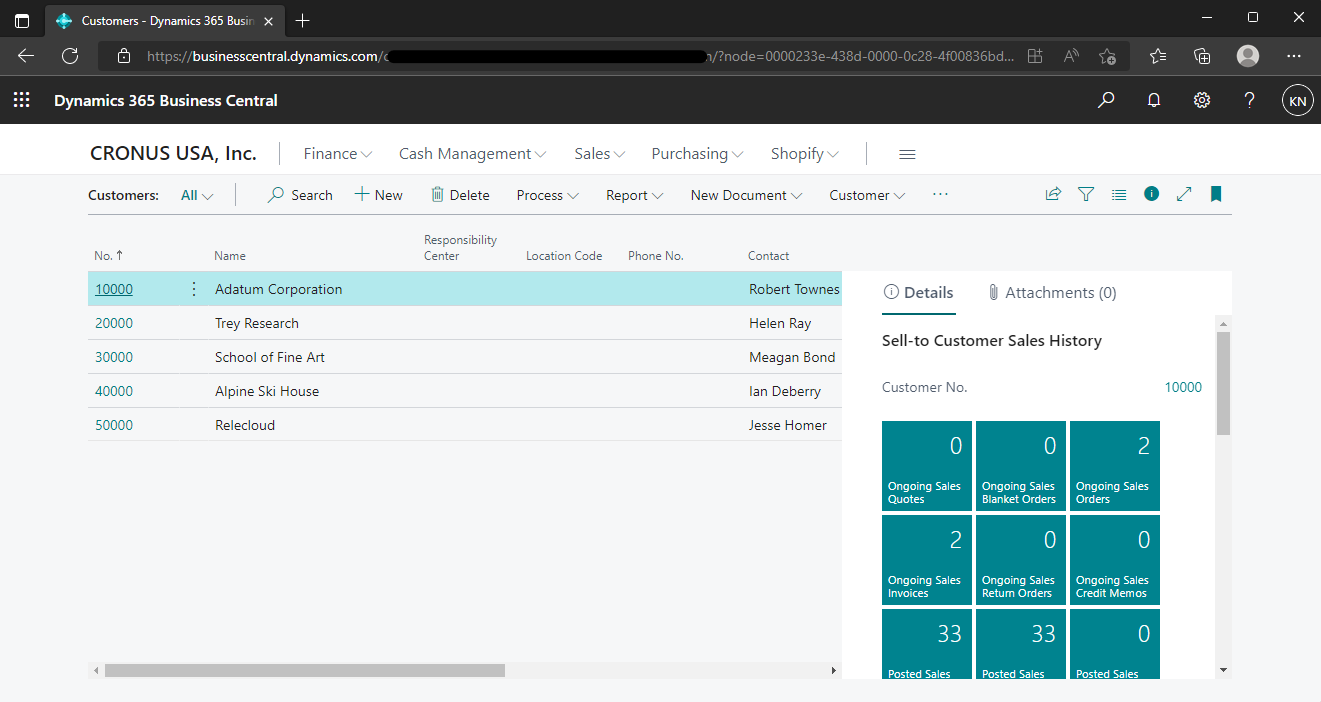 Customers - Dynamics 365 Busin
https://businesscentral.dynamics.com/ /?node=0000233e-438d-0000-0c28-4f00836bd...
Dynamics 365 Business Central
KN
CRONUS USA, Inc. Finance Cash Management Sales Purchasing Shopify
Customers: All Search New Delete Process Report New Document Customer ...
No. ↑ Name Responsibility Center Location Code Phone No. Contact
10000 Adatum Corporation Robert Townes
20000 Trey Research Helen Ray
30000 School of Fine Art Meagan Bond
40000 Alpine Ski House Ian Deberry
50000 Relecloud Jesse Homer
Details Attachments (0)
Sell-to Customer Sales History
Customer No. 10000
0
Ongoing Sales
Quotes
0
Ongoing Sales
Blanket Orders
2
Ongoing Sales
Orders
2
Ongoing Sales
Invoices
0
Ongoing Sales
Return Orders
0
Ongoing Sales
Credit Memos
33
Posted Sales
33
Posted Sales
0
Posted Sales